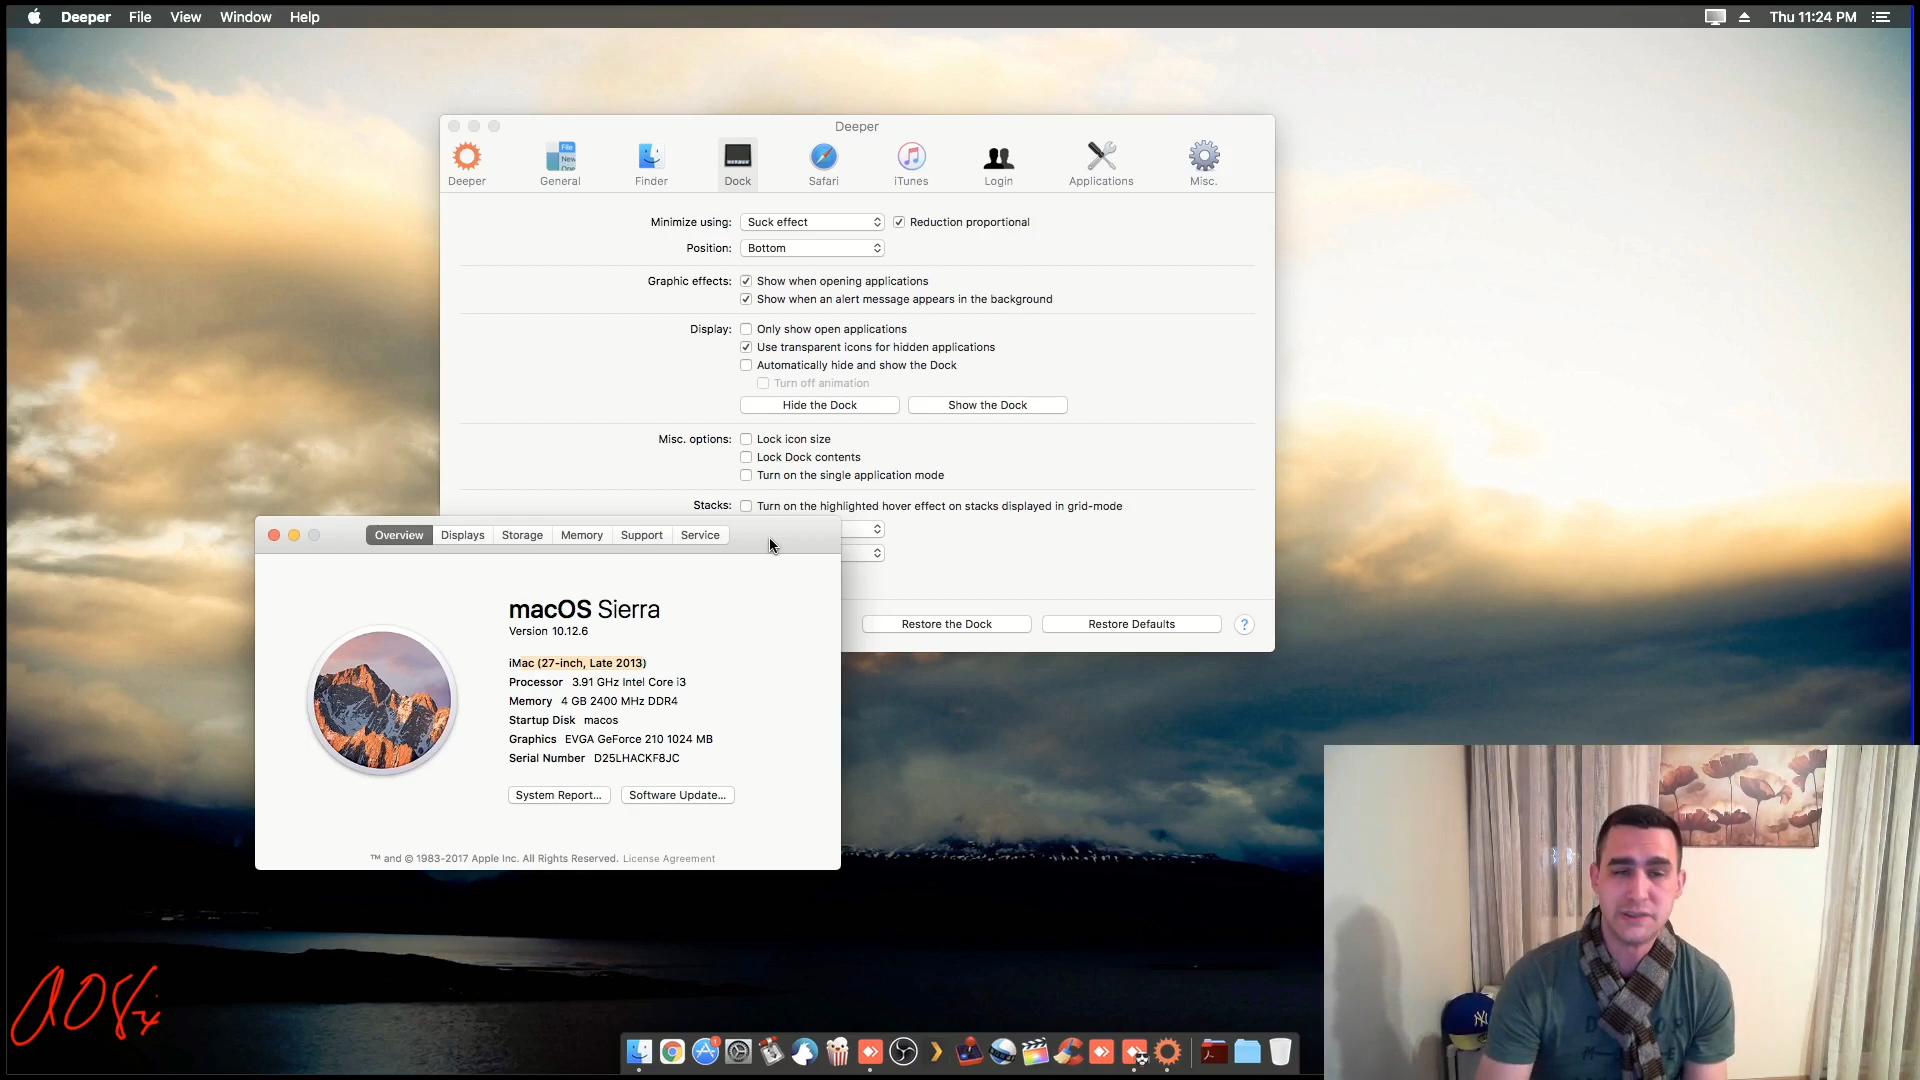 Deeper File View Window Help
Thu 11:24 PM
Deeper
Deeper General Finder Dock Safari iTunes Login Applications Misc.
Minimize using: Suck effect Reduction proportional
Position: Bottom
Graphic effects: Show when opening applications
Show when an alert message appears in the background
Display: Only show open applications
Use transparent icons for hidden applications
Automatically hide and show the Dock
Turn off animation
Hide the Dock Show the Dock
Misc. options: Lock icon size
Lock Dock contents
Turn on the single application mode
Stacks: Turn on the highlighted hover effect on stacks displayed in grid-mode
Restore the Dock Restore Defaults ?
Overview Displays Storage Memory Support Service
macOS Sierra
Version 10.12.6
iMac (27-inch, Late 2013)
Processor 3.91 GHz Intel Core i3
Memory 4 GB 2400 MHz DDR4
Startup Disk macos
Graphics EVGA GeForce 210 1024 MB
Serial Number D25LHACKF8JC
System Report... Software Update...
™ and © 1983-2017 Apple Inc. All Rights Reserved. License Agreement